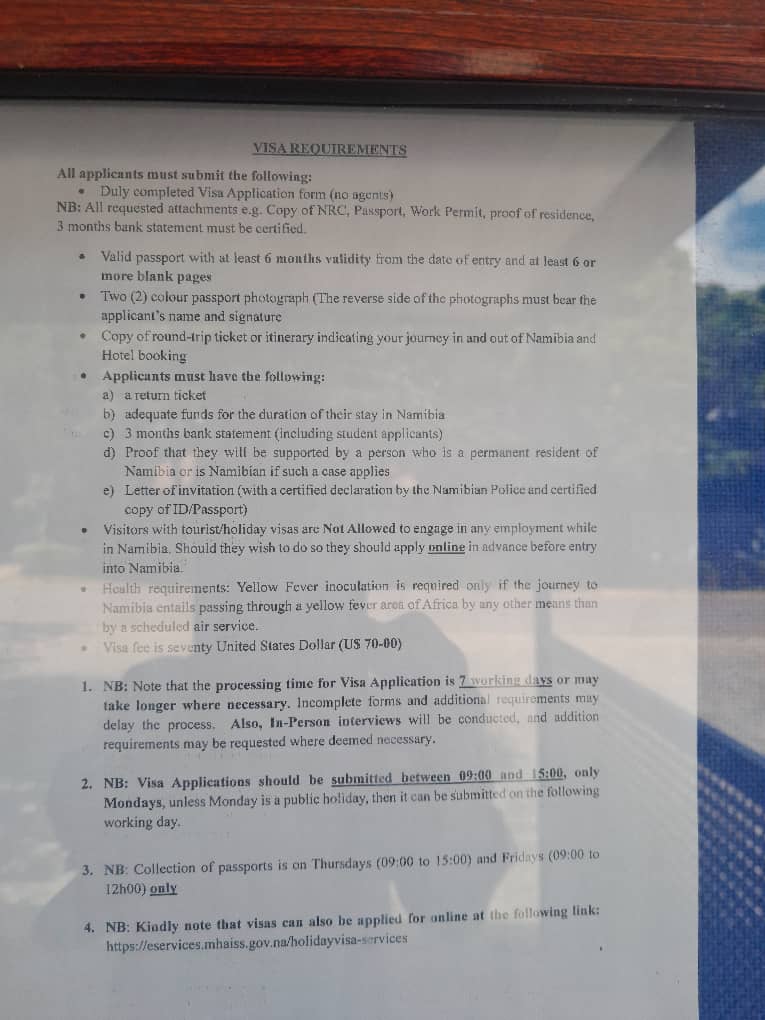 VISA REQUIREMENTS
All applicants must submit the following:
• Duly completed Visa Application form (no agents)
NB: All requested attachments e.g. Copy of NRC, Passport, Work Permit, proof of residence,
3 months bank statement must be certified.
• Valid passport with at least 6 months validity from the date of entry and at least 6 or
more blank pages
• Two (2) colour passport photograph (The reverse side of the photographs must bear the
applicant's name and signature
• Copy of round-trip ticket or itinerary indicating your journey in and out of Namibia and
Hotel booking
• Applicants must have the following:
a) a return ticket
b) adequate funds for the duration of their stay in Namibia
c) 3 months bank statement (including student applicants)
d) Proof that they will be supported by a person who is a permanent resident of
Namibia or is Namibian if such a case applies
e) Letter of invitation (with a certified declaration by the Namibian Police and certified
copy of ID/Passport)
• Visitors with tourist/holiday visas are Not Allowed to engage in any employment while
in Namibia. Should they wish to do so they should apply online in advance before entry
into Namibia.
• Health requirements: Yellow Fever inoculation is required only if the journey to
Namibia entails passing through a yellow fever area of Africa by any other means than
by a scheduled air service.
• Visa fee is seventy United States Dollar (US 70-00)
1. NB: Note that the processing time for Visa Application is 7 working days or may
take longer where necessary. Incomplete forms and additional requirements may
delay the process. Also, In-Person interviews will be conducted, and addition
requirements may be requested where deemed necessary.
2. NB: Visa Applications should be submitted between 09:00 and 15:00, only
Mondays, unless Monday is a public holiday, then it can be submitted on the following
working day.
3. NB: Collection of passports is on Thursdays (09:00 to 15:00) and Fridays (09:00 to
12h00) only
4. NB: Kindly note that visas can also be applied for online at the following link:
https://eservices.mhaiss.gov.na/holidayvisa-services